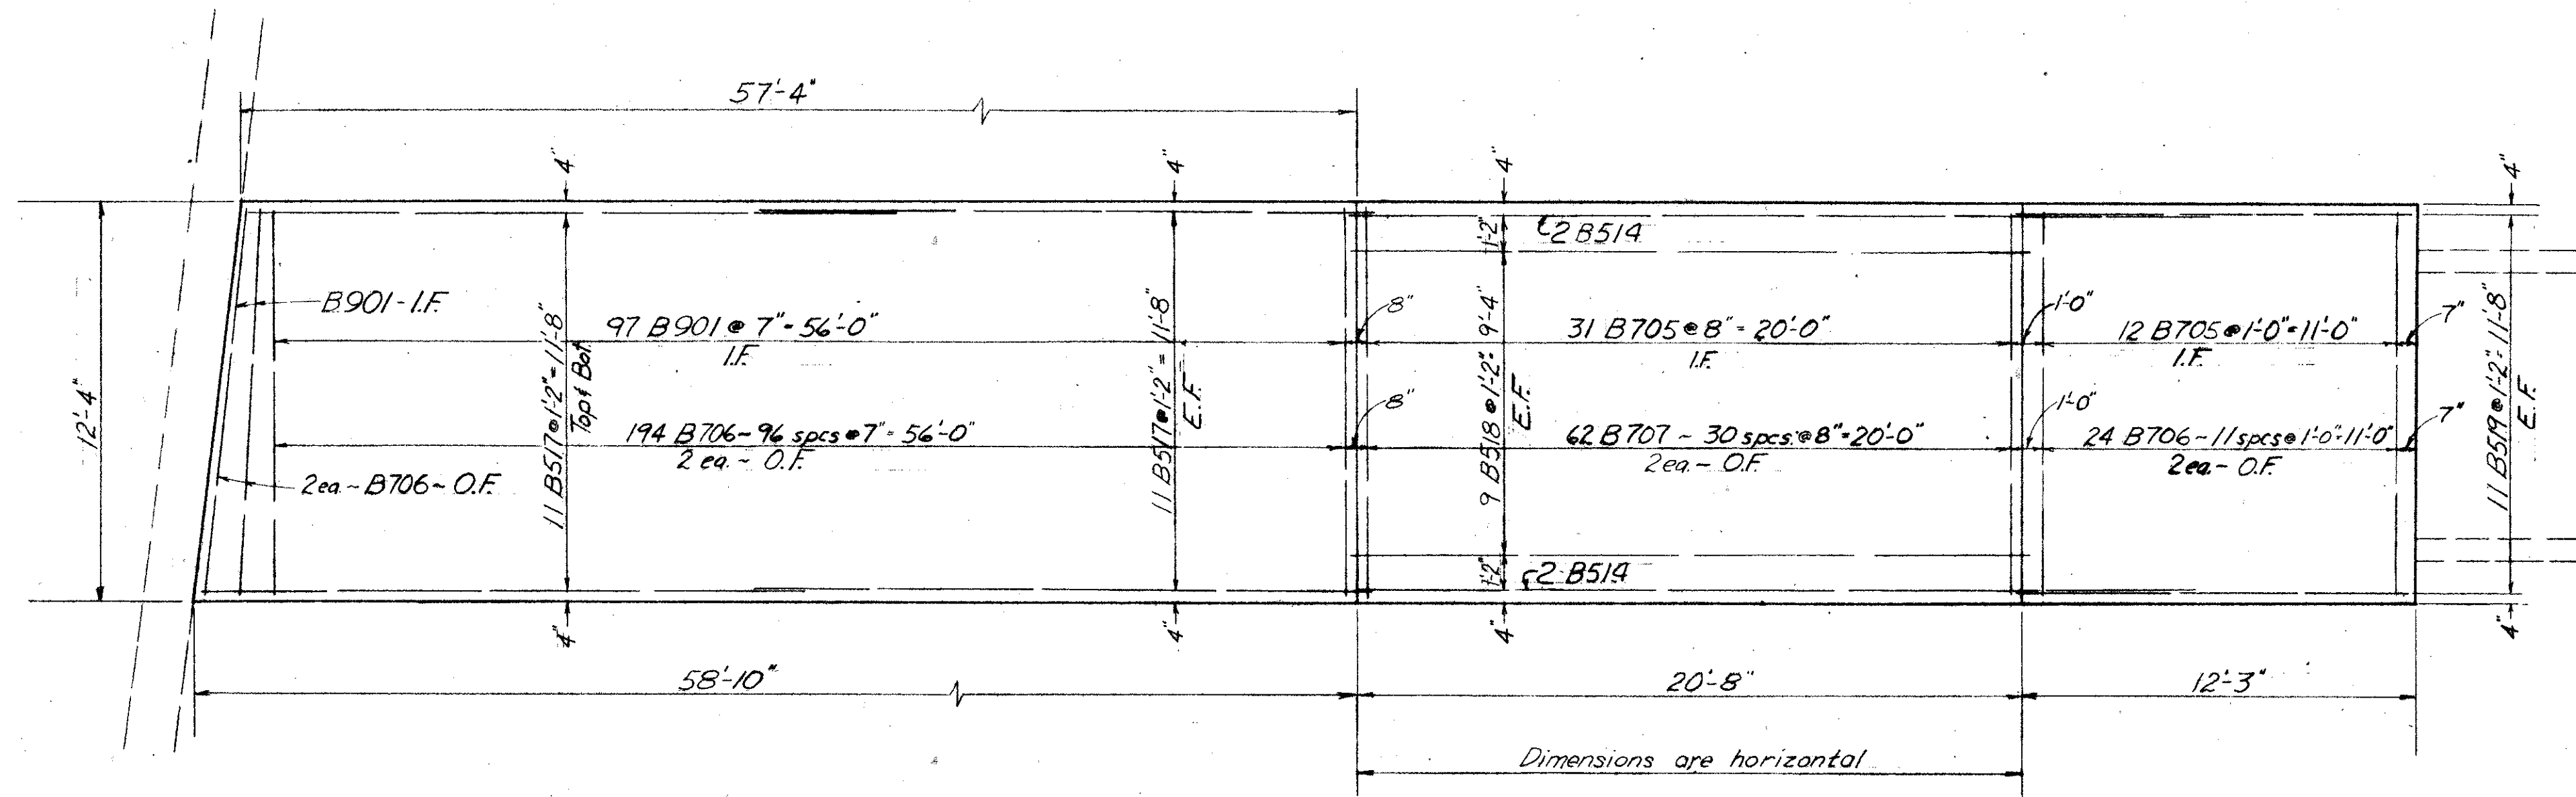 57'-4"
4"
4"
4"
4"
1'-2"
2 B514
B901-I.F.
8"
1'-0"
7"
97 B901 @ 7" = 56'-0"
I.F.
31 B705 @ 8" = 20'-0"
I.F.
12 B705 @ 1'-0" = 11'-0"
I.F.
12'-4"
11 B517 @ 1'-2" = 11'-8"
Top & Bot.
11 B517 @ 1'-2" = 11'-8"
E.F.
9 B518 @ 1'-2" = 9'-4"
E.F.
11 B519 @ 1'-2" = 11'-8"
E.F.
8"
1'-0"
7"
194 B706 ~ 96 spcs @ 7" = 56'-0"
2 ea. ~ O.F.
62 B707 ~ 30 spcs. @ 8" = 20'-0"
2 ea. ~ O.F.
24 B706 ~ 11 spcs @ 1'-0" = 11'-0"
2 ea. ~ O.F.
2 ea. ~ B706 ~ O.F.
1'-2"
2 B514
4"
4"
4"
4"
58'-10"
20'-8"
12'-3"
Dimensions are horizontal